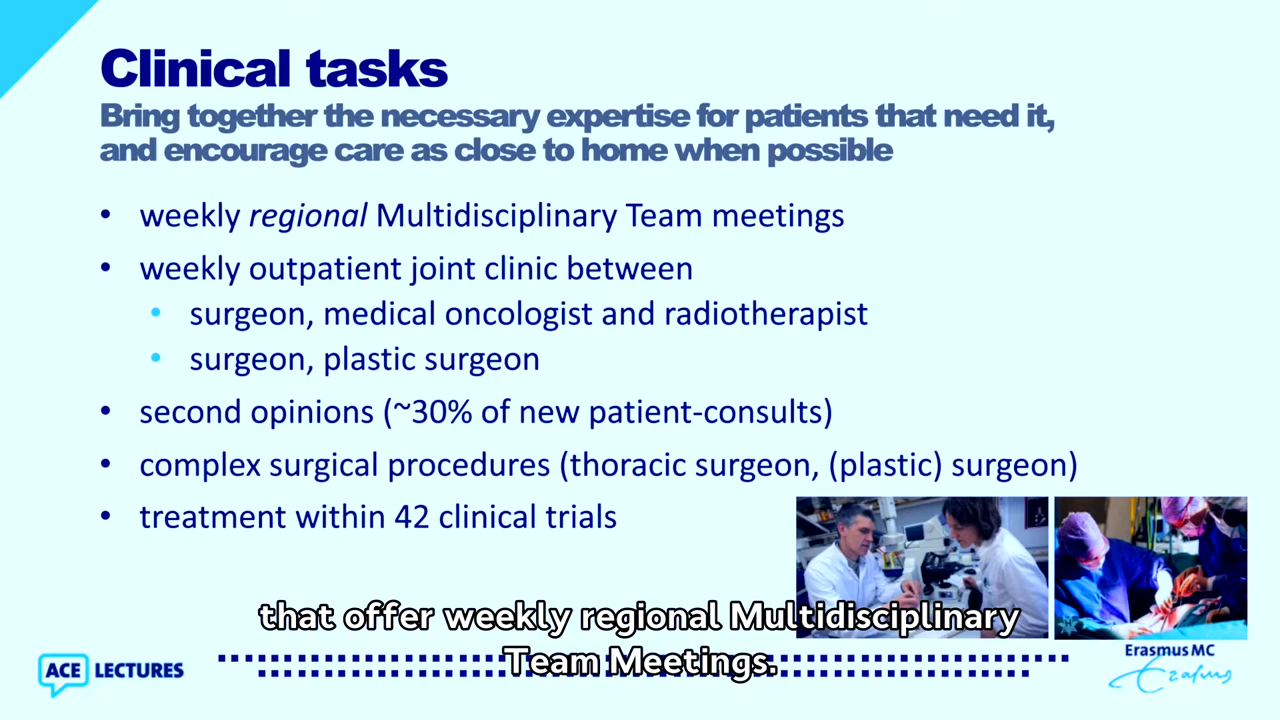 Clinical tasks
Bring together the necessary expertise for patients that need it,
and encourage care as close to home when possible
• weekly regional Multidisciplinary Team meetings
• weekly outpatient joint clinic between
• surgeon, medical oncologist and radiotherapist
• surgeon, plastic surgeon
• second opinions (~30% of new patient-consults)
• complex surgical procedures (thoracic surgeon, (plastic) surgeon)
• treatment within 42 clinical trials
that offer weekly regional Multidisciplinary
Team Meetings.
ACE LECTURES
Erasmus MC
Erasmus